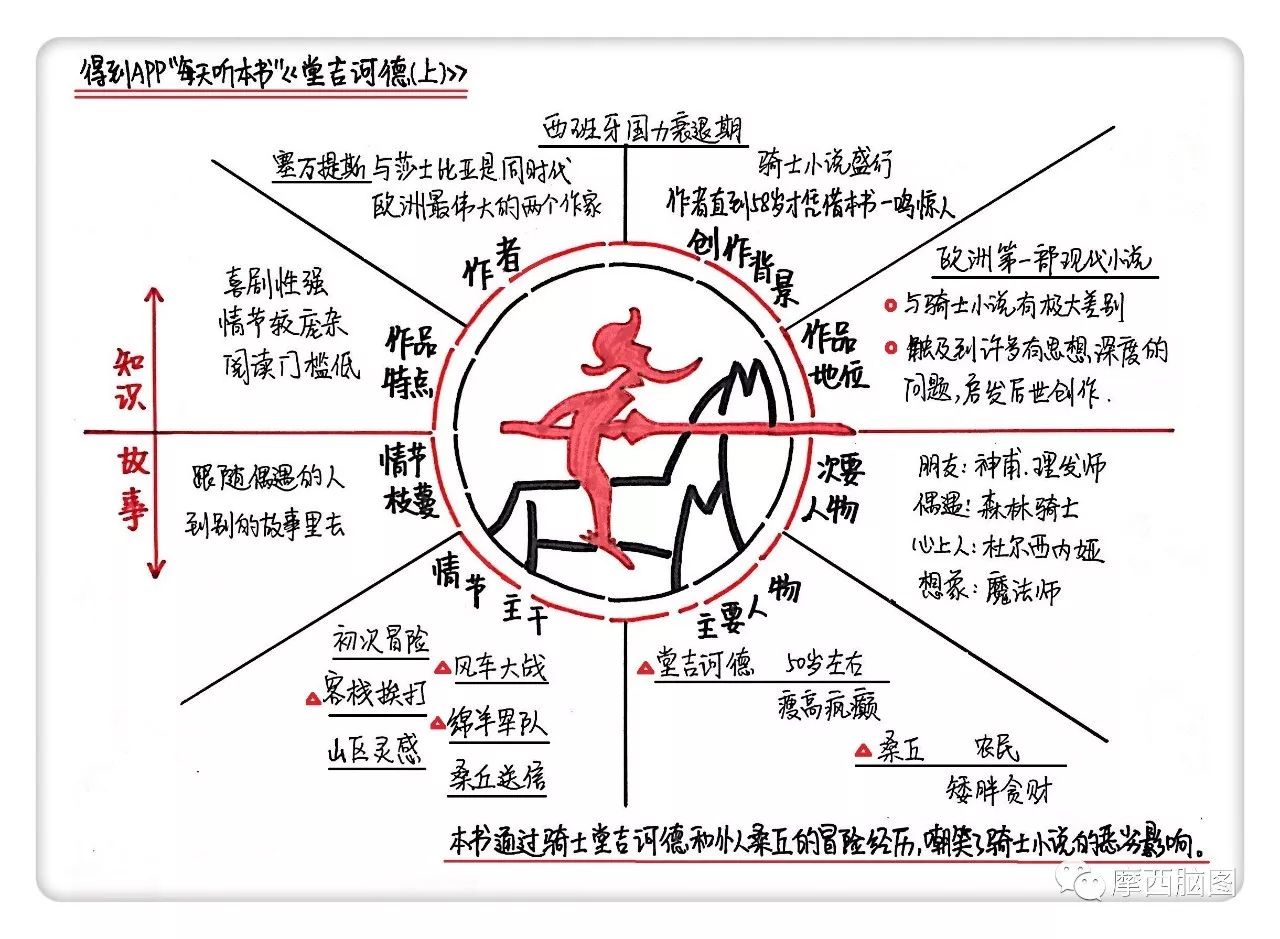 得到APP"每天听本书"《堂吉诃德(上)》
西班牙国力衰退期
塞万提斯与莎士比亚是同时代
欧洲最伟大的两个作家
骑士小说盛行
作者直到58岁才凭借本书一鸣惊人
作者
创作背景
喜剧性强
情节较庞杂
阅读门槛低
作品
特点
作品
地位
欧洲第一部现代小说
与骑士小说有极大差别
触及到许多有思想深度的
问题,启发后世创作.
知识
故事
跟随偶遇的人
到别的故事里去
情节
枝蔓
次要
人物
朋友:神甫、理发师
偶遇:森林骑士
心上人:杜尔西内娅
想象:魔法师
情节主干
主要人物
初次冒险
风车大战
客栈挨打
绵羊军队
山区灵感
桑丘送信
堂吉诃德 50岁左右
瘦高疯癫
桑丘 农民
矮胖贪财
本书通过骑士堂吉诃德和仆人桑丘的冒险经历,嘲笑了骑士小说的恶劣影响。
摩西脑图